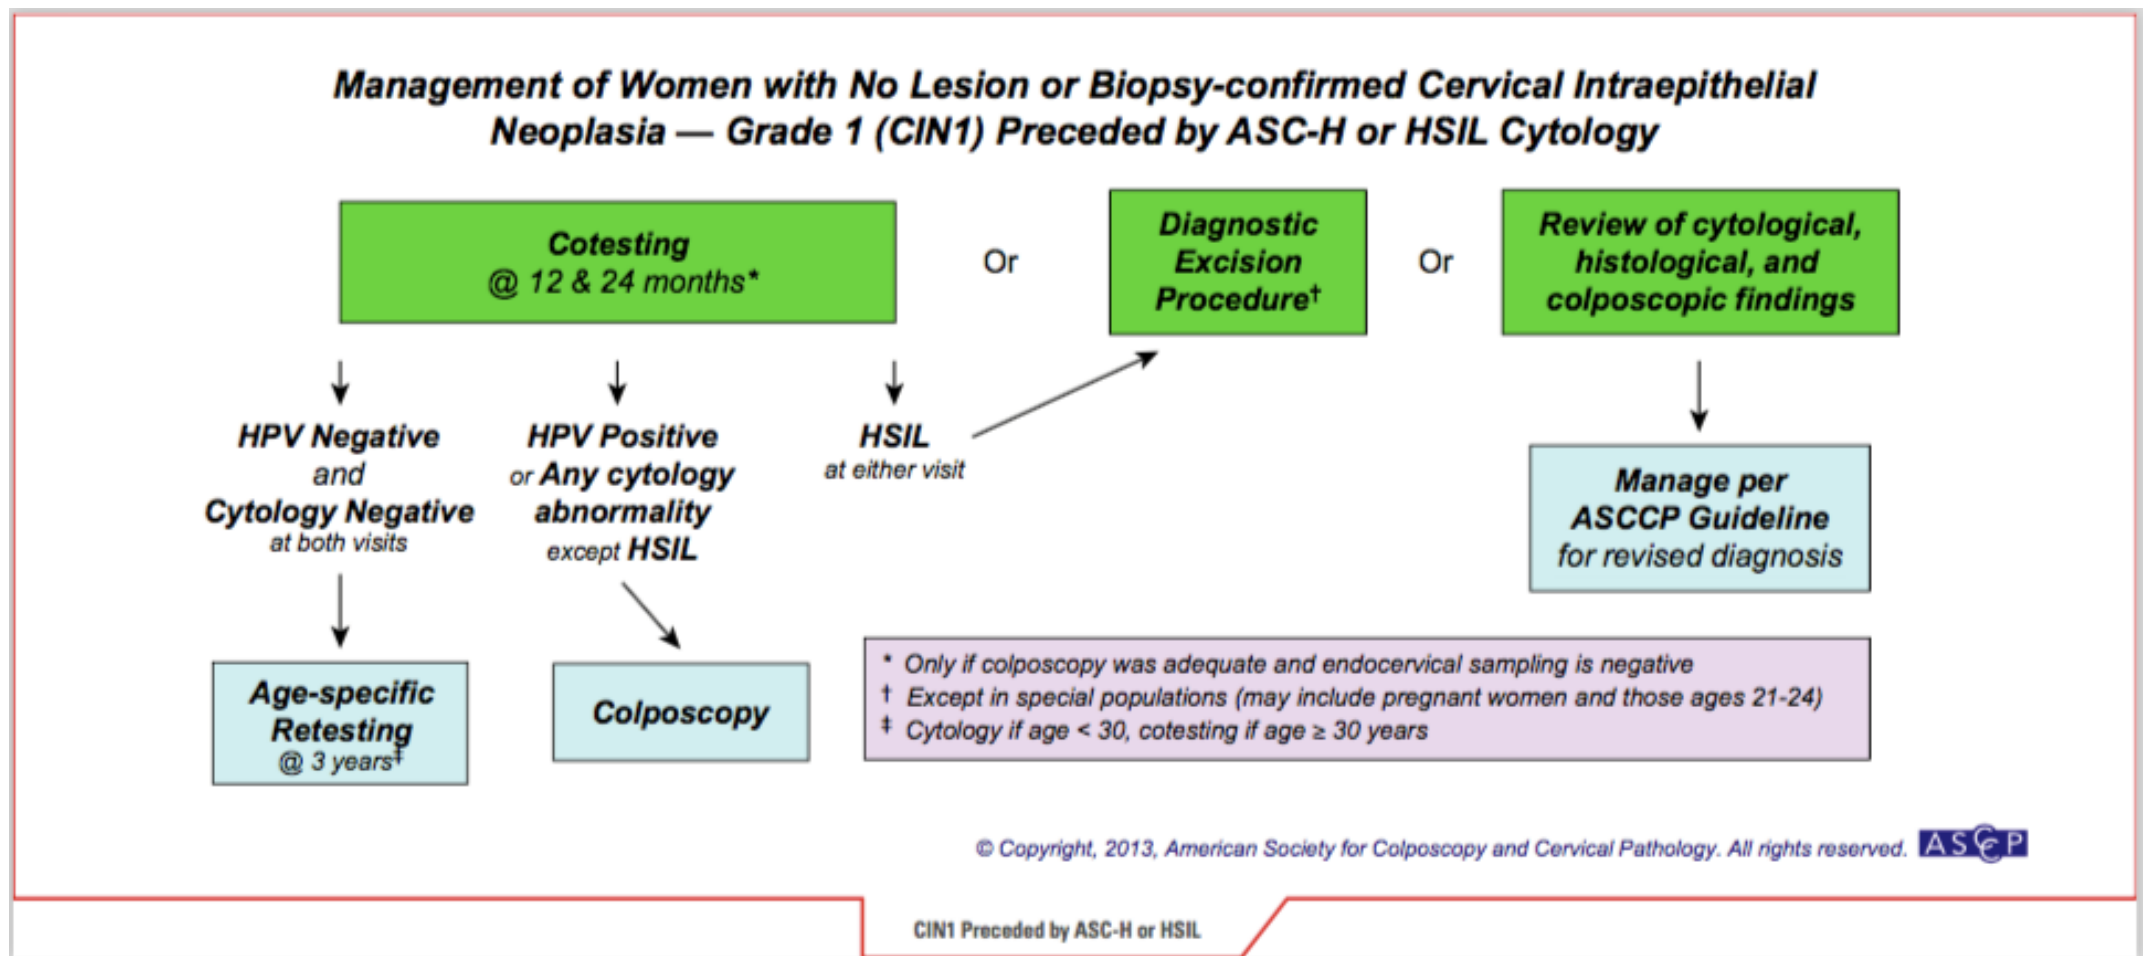 Management of Women with No Lesion or Biopsy-confirmed Cervical Intraepithelial
Neoplasia — Grade 1 (CIN1) Preceded by ASC-H or HSIL Cytology
Cotesting
@ 12 & 24 months*
Or
Diagnostic
Excision
Procedure†
Or
Review of cytological,
histological, and
colposcopic findings
HPV Negative
and
Cytology Negative
at both visits
HPV Positive
or Any cytology
abnormality
except HSIL
HSIL
at either visit
Manage per
ASCCP Guideline
for revised diagnosis
Age-specific
Retesting
@ 3 years‡
Colposcopy
* Only if colposcopy was adequate and endocervical sampling is negative
† Except in special populations (may include pregnant women and those ages 21-24)
‡ Cytology if age < 30, cotesting if age ≥ 30 years
© Copyright, 2013, American Society for Colposcopy and Cervical Pathology. All rights reserved.
ASCCP
CIN1 Preceded by ASC-H or HSIL